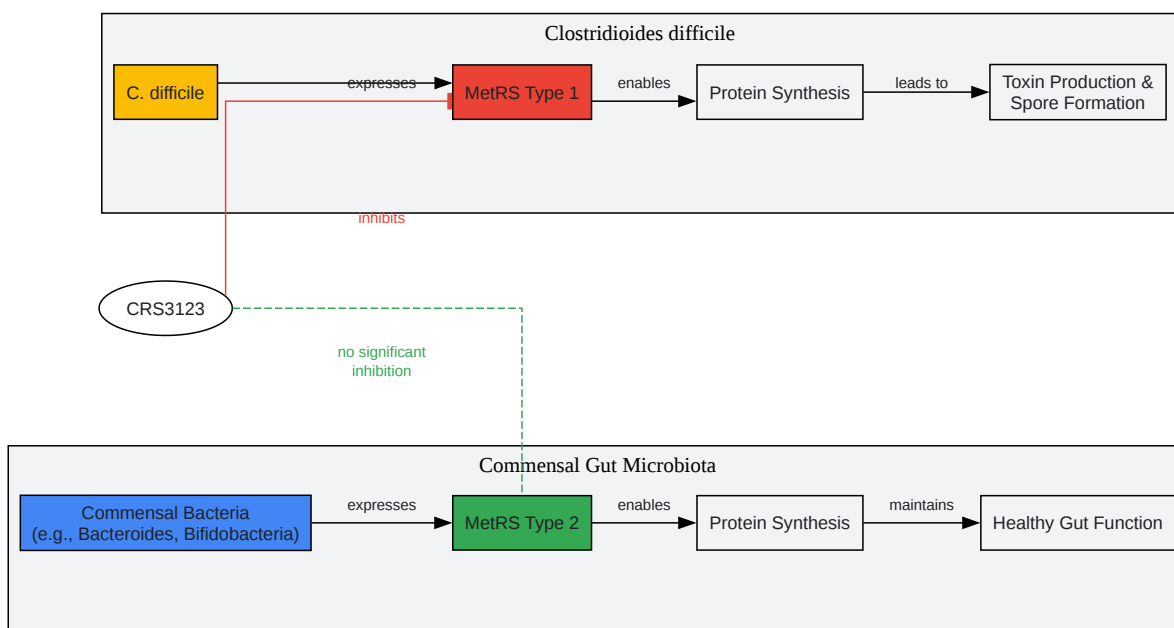 Clostridioides difficile
C. difficile
expresses
MetRS Type 1
enables
Protein Synthesis
leads to
Toxin Production &
Spore Formation
inhibits
CRS3123
no significant
inhibition
Commensal Gut Microbiota
Commensal Bacteria
(e.g., Bacteroides, Bifidobacteria)
expresses
MetRS Type 2
enables
Protein Synthesis
maintains
Healthy Gut Function